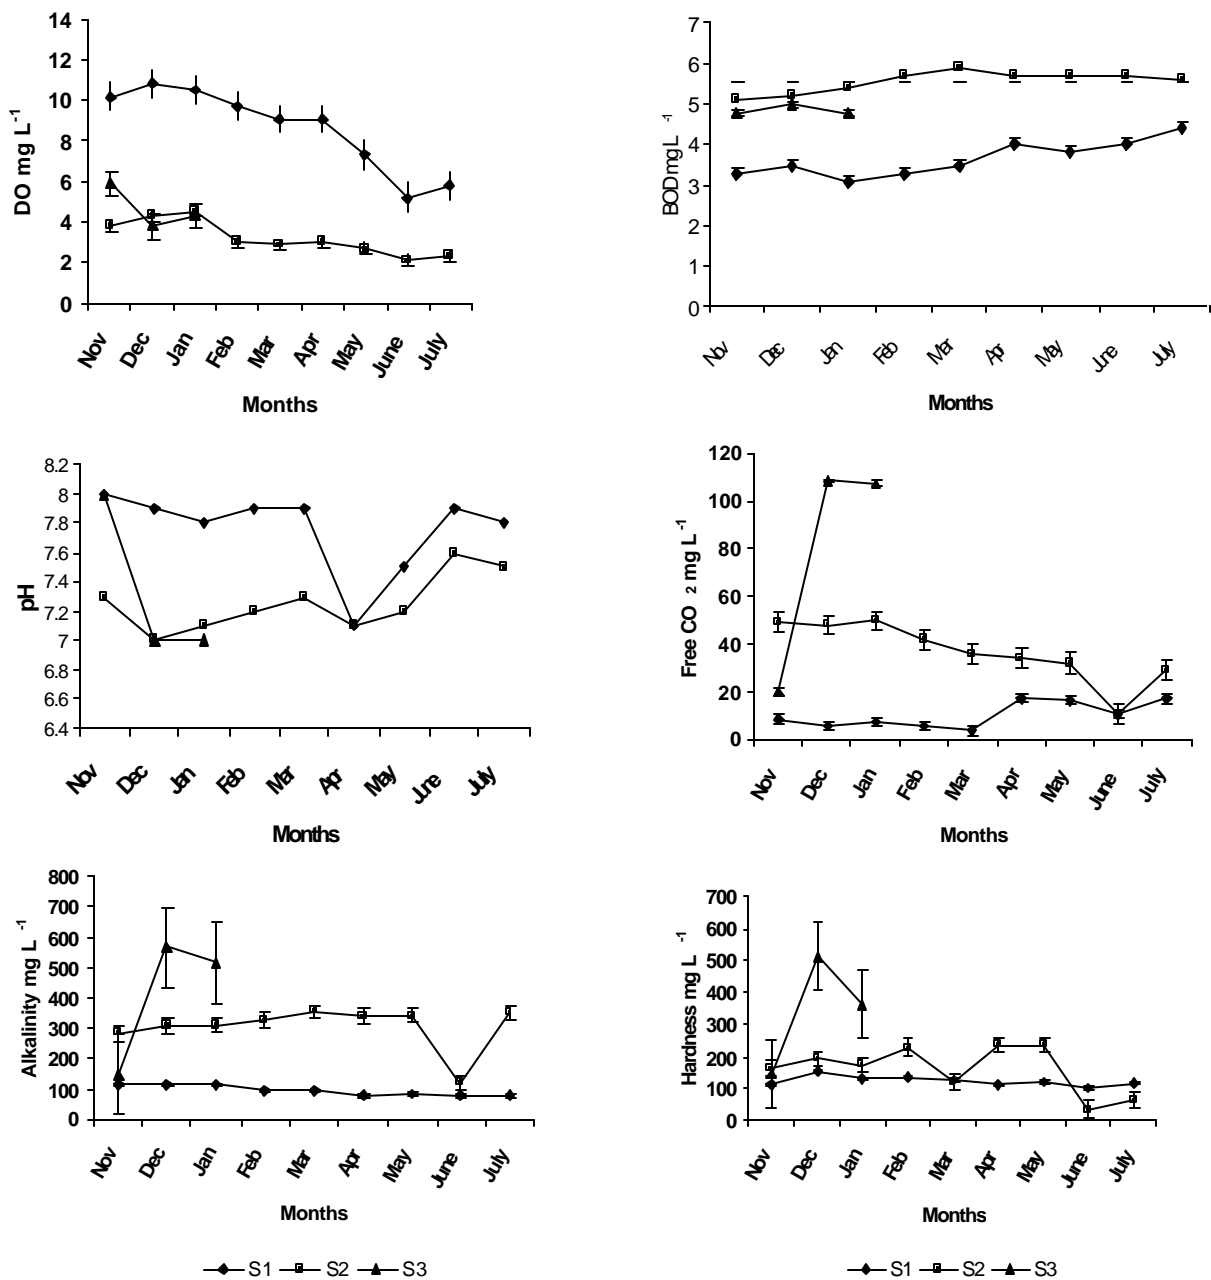 DO mg L-1
14
12
10
8
6
4
2
0
Nov Dec Jan Feb Mar Apr May June July
Months
BODmgL-1
7
6
5
4
3
2
1
0
Nov Dec Jan Feb Mar Apr May June July
Months
pH
8.2
8
7.8
7.6
7.4
7.2
7
6.8
6.6
6.4
Nov Dec Jan Feb Mar Apr May June July
Months
Free CO 2 mg L-1
120
100
80
60
40
20
0
Nov Dec Jan Feb Mar Apr May June July
Months
Alkalinity mg L-1
800
700
600
500
400
300
200
100
0
Nov Dec Jan Feb Mar Apr May June July
Months
S1 S2 S3
Hardness mg L-1
700
600
500
400
300
200
100
0
Nov Dec Jan Feb Mar Apr May June July
Months
S1 S2 S3